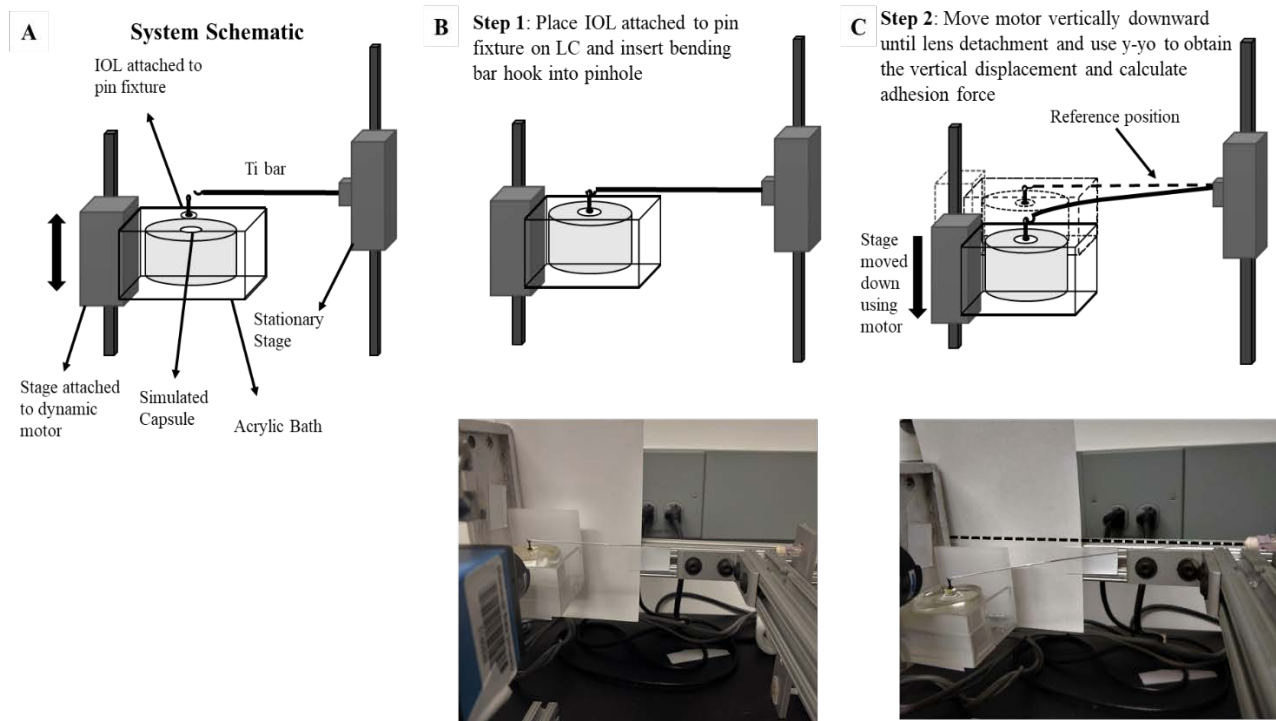 A
System Schematic
IOL attached to
pin fixture
Ti bar
Stationary
Stage
Stage attached
to dynamic
motor
Simulated
Capsule
Acrylic Bath
B
Step 1: Place IOL attached to pin
fixture on LC and insert bending
bar hook into pinhole
C
Step 2: Move motor vertically downward
until lens detachment and use y-yo to obtain
the vertical displacement and calculate
adhesion force
Reference position
Stage
moved
down
using
motor